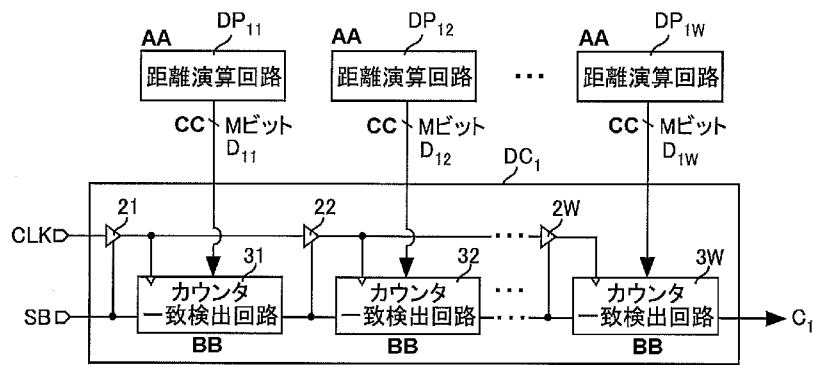 DP₁₁ DP₁₂ DP₁W
AA AA AA
距離演算回路 距離演算回路 ••• 距離演算回路
CC Mビット CC Mビット CC Mビット
D₁₁ D₁₂ D₁W
DC₁
21 22 2W
CLK
31 32 3W
カウンタ カウンタ カウンタ
SB 一致検出回路 一致検出回路 一致検出回路 C₁
BB BB BB